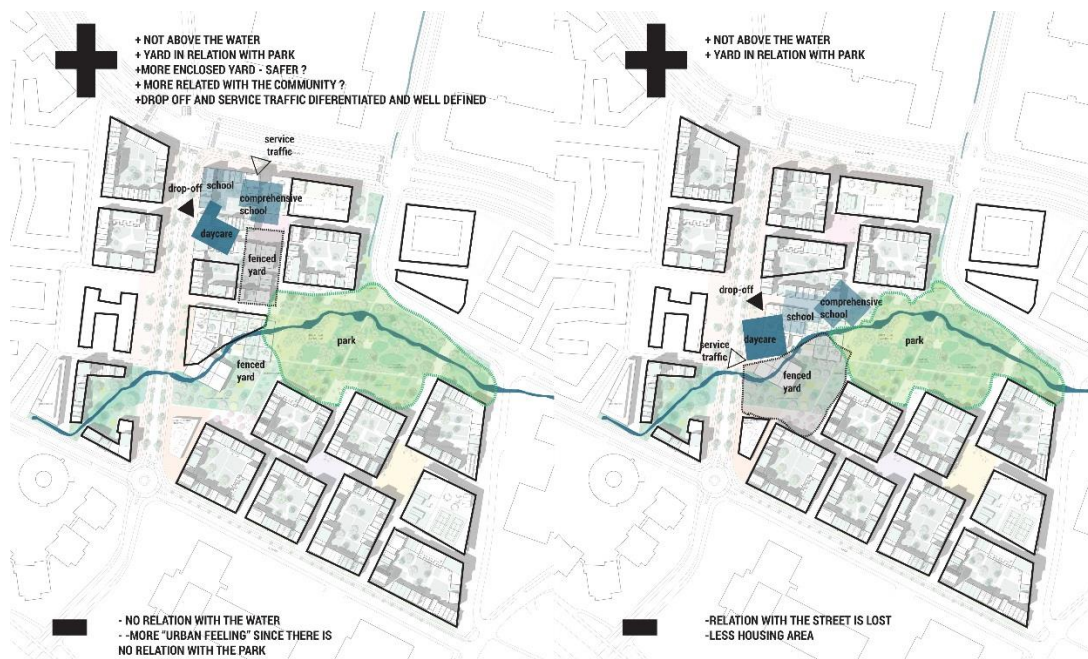 + NOT ABOVE THE WATER
+ YARD IN RELATION WITH PARK
+MORE ENCLOSED YARD - SAFER ?
+ MORE RELATED WITH THE COMMUNITY ?
+DROP OFF AND SERVICE TRAFFIC DIFERENTIATED AND WELL DEFINED
service
traffic
drop-off
school
comprehensive
school
daycare
fenced
yard
park
fenced
yard
- NO RELATION WITH THE WATER
- -MORE “URBAN FEELING” SINCE THERE IS
NO RELATION WITH THE PARK
+ NOT ABOVE THE WATER
+ YARD IN RELATION WITH PARK
drop-off
comprehensive
school
school
daycare
service
traffic
park
fenced
yard
-RELATION WITH THE STREET IS LOST
-LESS HOUSING AREA